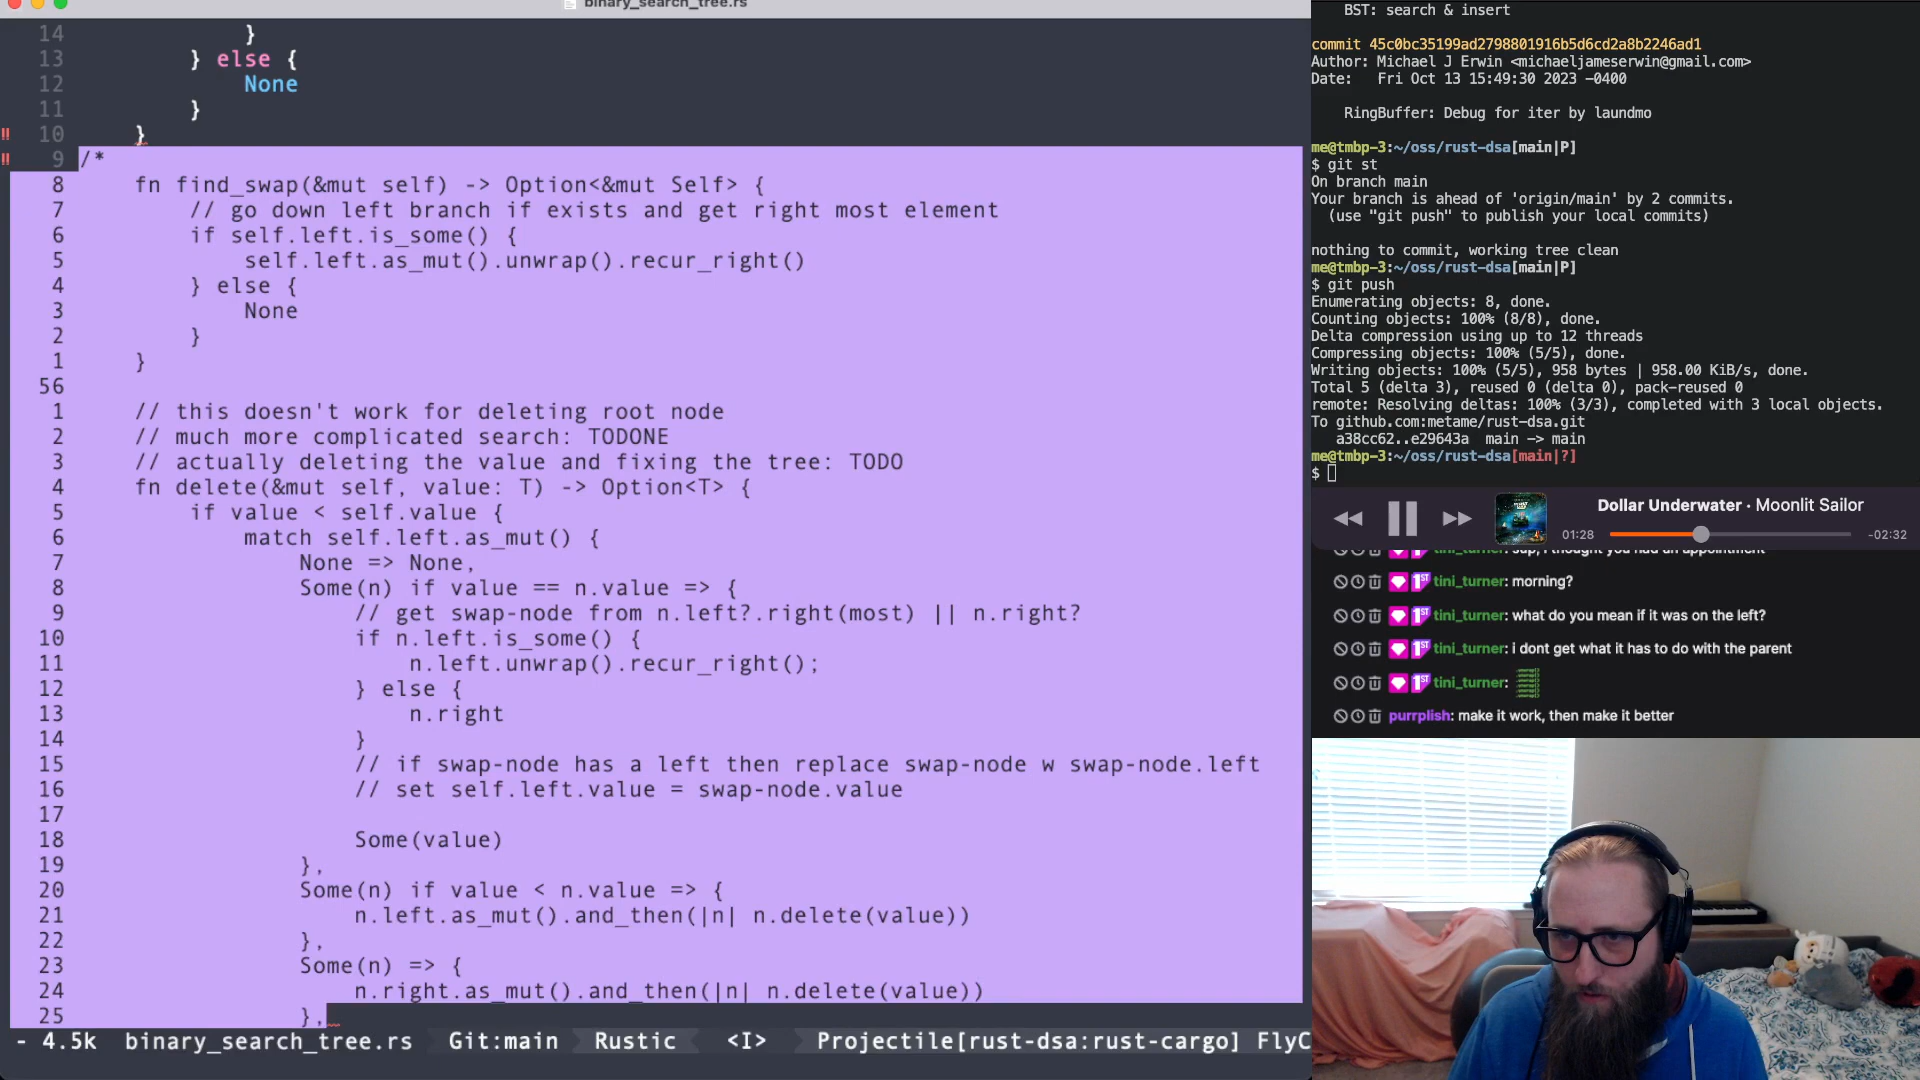 binary_search_tree.rs
14 }
13 } else {
12 None
11 }
!! 10 }
!! 9 /*
8 fn find_swap(&mut self) -> Option<&mut Self> {
7 // go down left branch if exists and get right most element
6 if self.left.is_some() {
5 self.left.as_mut().unwrap().recur_right()
4 } else {
3 None
2 }
1 }
56
1 // this doesn't work for deleting root node
2 // much more complicated search: TODONE
3 // actually deleting the value and fixing the tree: TODO
4 fn delete(&mut self, value: T) -> Option<T> {
5 if value < self.value {
6 match self.left.as_mut() {
7 None => None,
8 Some(n) if value == n.value => {
9 // get swap-node from n.left?.right(most) || n.right?
10 if n.left.is_some() {
11 n.left.unwrap().recur_right();
12 } else {
13 n.right
14 }
15 // if swap-node has a left then replace swap-node w swap-node.left
16 // set self.left.value = swap-node.value
17
18 Some(value)
19 },
20 Some(n) if value < n.value => {
21 n.left.as_mut().and_then(|n| n.delete(value))
22 },
23 Some(n) => {
24 n.right.as_mut().and_then(|n| n.delete(value))
25 },
- 4.5k binary_search_tree.rs Git:main Rustic <I> Projectile[rust-dsa:rust-cargo] FlyC
BST: search & insert
commit 45c0bc35199ad2798801916b5d6cd2a8b2246ad1
Author: Michael J Erwin <michaeljameserwin@gmail.com>
Date: Fri Oct 13 15:49:30 2023 -0400
RingBuffer: Debug for iter by laundmo
me@tmbp-3:~/oss/rust-dsa[main|P]
$ git st
On branch main
Your branch is ahead of 'origin/main' by 2 commits.
(use "git push" to publish your local commits)
nothing to commit, working tree clean
me@tmbp-3:~/oss/rust-dsa[main|P]
$ git push
Enumerating objects: 8, done.
Counting objects: 100% (8/8), done.
Delta compression using up to 12 threads
Compressing objects: 100% (5/5), done.
Writing objects: 100% (5/5), 958 bytes | 958.00 KiB/s, done.
Total 5 (delta 3), reused 0 (delta 0), pack-reused 0
remote: Resolving deltas: 100% (3/3), completed with 3 local objects.
To github.com:metame/rust-dsa.git
a38cc62..e29643a main -> main
me@tmbp-3:~/oss/rust-dsa[main|?]
$
Dollar Underwater · Moonlit Sailor
01:28 -02:32
1ST tini_turner: sup, i thought you had an appointment
1ST tini_turner: morning?
1ST tini_turner: what do you mean if it was on the left?
1ST tini_turner: i dont get what it has to do with the parent
1ST tini_turner:
purrplish: make it work, then make it better